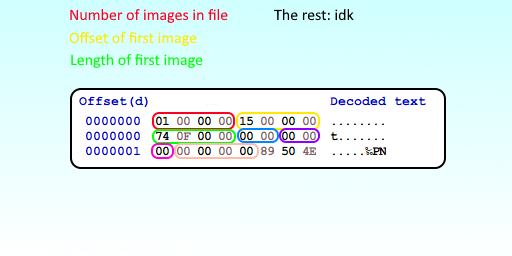 Number of images in file The rest: idk
Offset of first image
Length of first image
Offset(d) Decoded text
0000000 01 00 00 00 15 00 00 00 ........
0000000 74 0F 00 00 00 00 00 00 t.......
0000001 00 00 00 00 00 89 50 4E .....‰PN